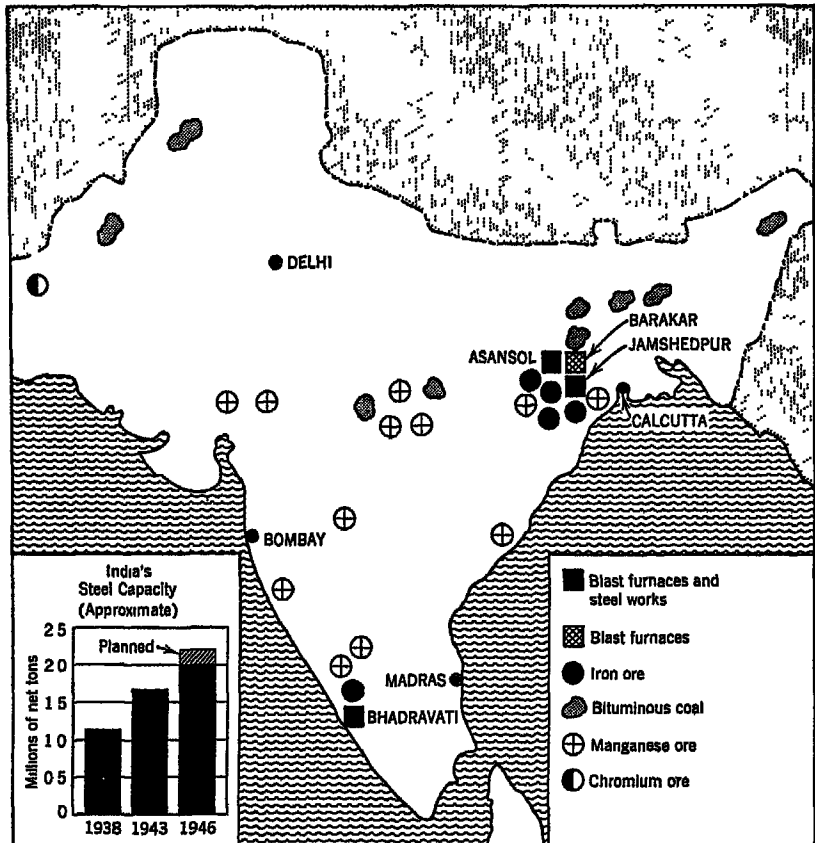 DELHI
BARAKAR
JAMSHEDPUR
ASANSOL
CALCUTTA
BOMBAY
MADRAS
BHADRAVATI
India's
Steel Capacity
(Approximate)
Planned
Millions of net tons
2 5
2 0
1 5
1 0
0 5
0
1938 1943 1946
Blast furnaces and
steel works
Blast furnaces
Iron ore
Bituminous coal
Manganese ore
Chromium ore